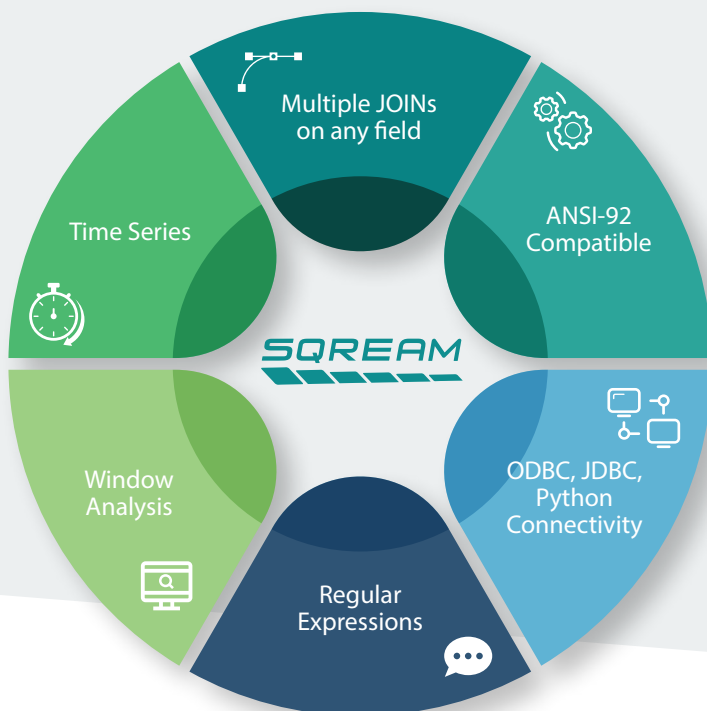 Multiple JOINs
on any field
ANSI-92
Compatible
Time Series
SQREAM
ODBC, JDBC,
Python
Connectivity
Window
Analysis
Regular
Expressions